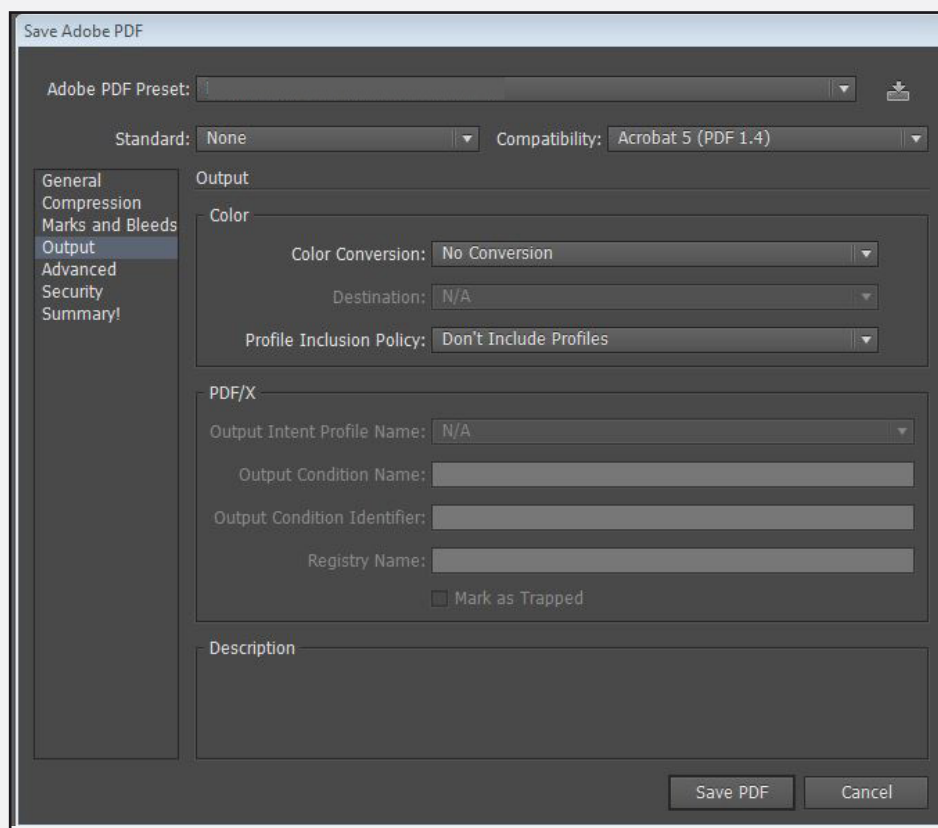 Save Adobe PDF
Adobe PDF Preset:
Standard: None Compatibility: Acrobat 5 (PDF 1.4)
General
Compression
Marks and Bleeds
Output
Advanced
Security
Summary!
Output
Color
Color Conversion: No Conversion
Destination: N/A
Profile Inclusion Policy: Don't Include Profiles
PDF/X
Output Intent Profile Name: N/A
Output Condition Name:
Output Condition Identifier:
Registry Name:
Mark as Trapped
Description
Save PDF Cancel